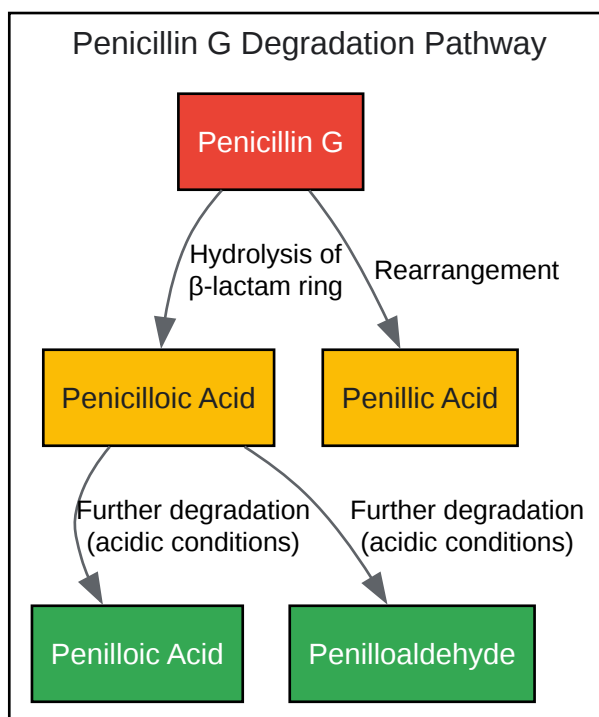 Penicillin G Degradation Pathway
Penicillin G
Hydrolysis of
β-lactam ring
Rearrangement
Penicilloic Acid
Penillic Acid
Further degradation
(acidic conditions)
Further degradation
(acidic conditions)
Penilloic Acid
Penilloaldehyde